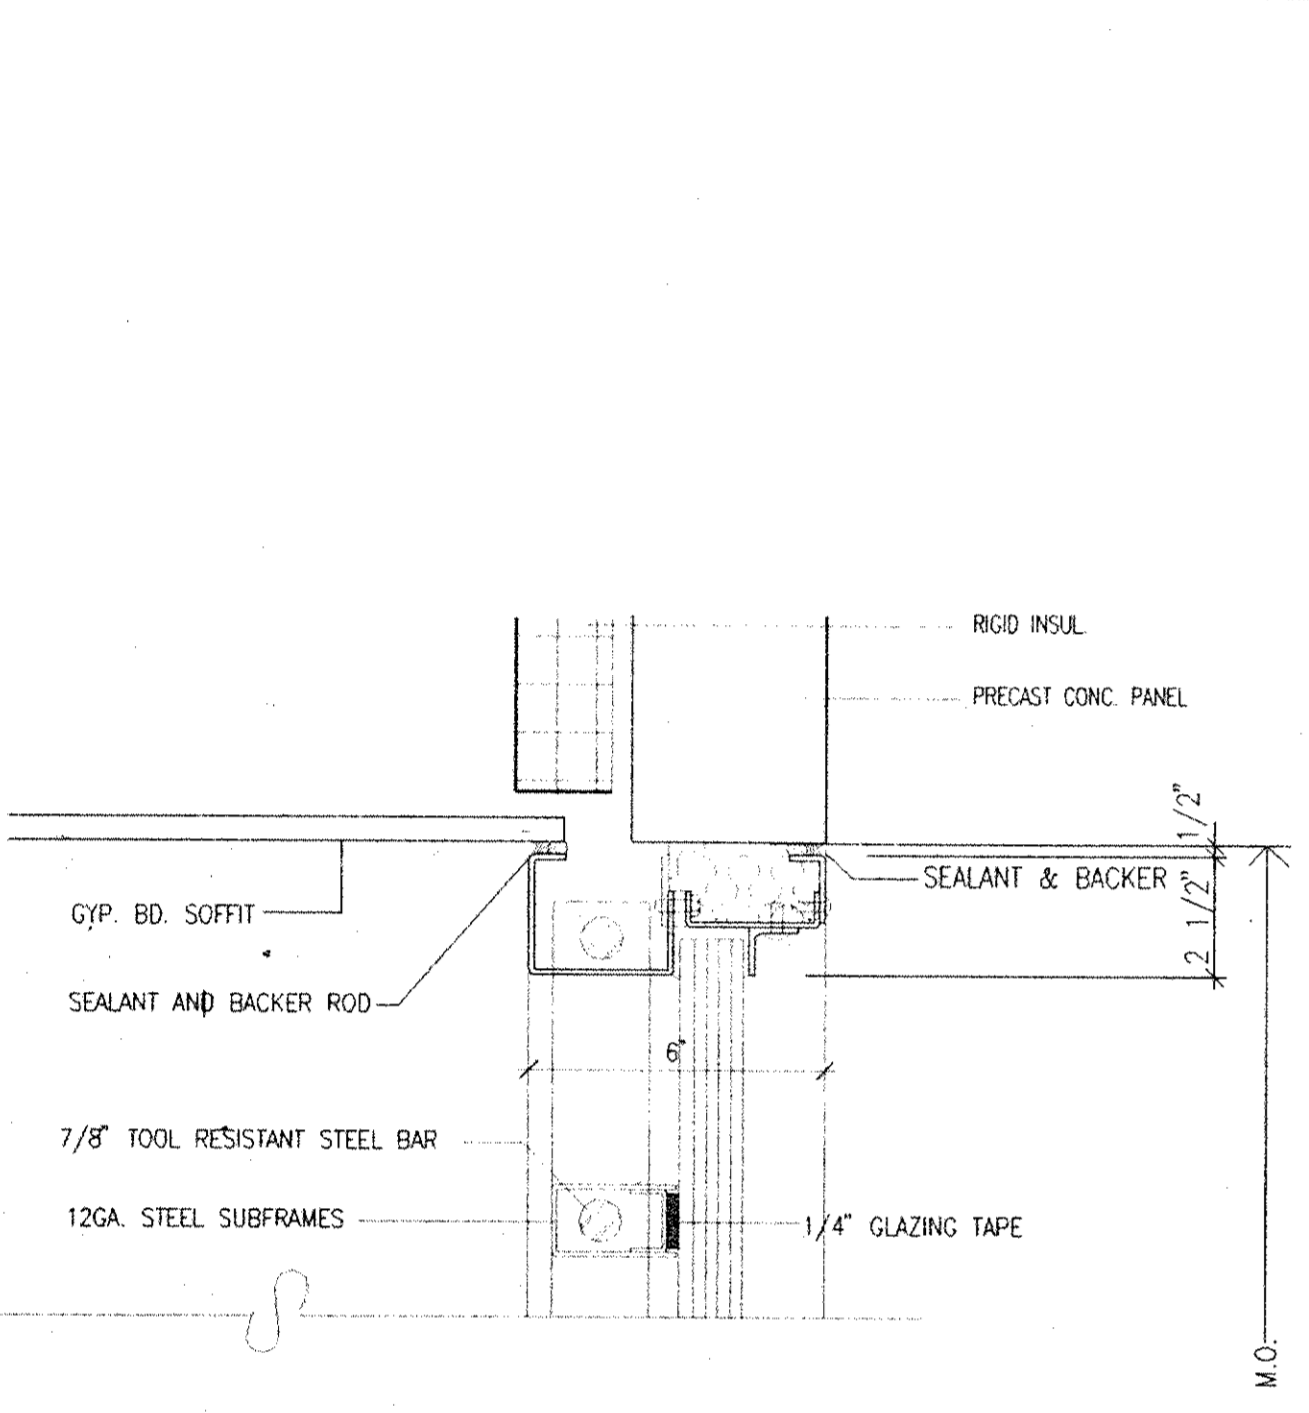 RIGID INSUL.
PRECAST CONC. PANEL
1/2"
GYP. BD. SOFFIT
SEALANT & BACKER
2 1/2"
SEALANT AND BACKER ROD
6"
7/8" TOOL RESISTANT STEEL BAR
12GA. STEEL SUBFRAMES
1/4" GLAZING TAPE
M.O.